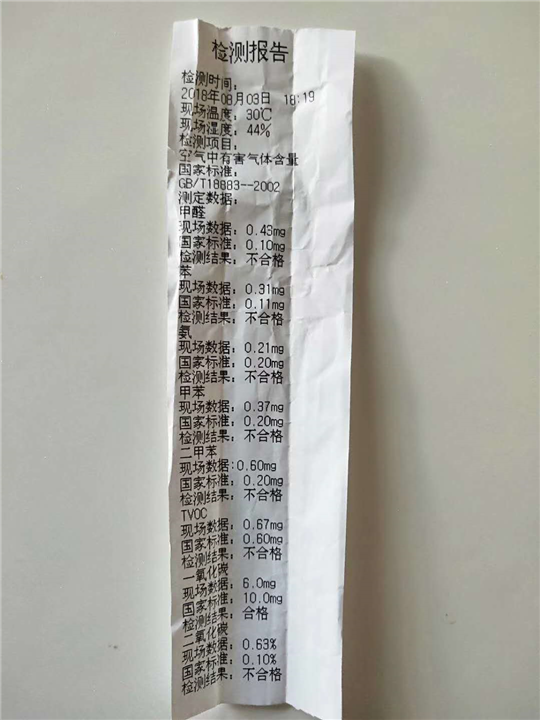 检测报告
检测时间:
2018年08月03日 18:19
现场温度: 30℃
现场湿度: 44%
检测项目:
空气中有害气体含量
国家标准:
GB/T18883--2002
测定数据:
甲醛
现场数据: 0.43mg
国家标准: 0.10mg
检测结果: 不合格
苯
现场数据: 0.31mg
国家标准: 0.11mg
检测结果: 不合格
氨
现场数据: 0.21mg
国家标准: 0.20mg
检测结果: 不合格
甲苯
现场数据: 0.37mg
国家标准: 0.20mg
检测结果: 不合格
二甲苯
现场数据:0.60mg
国家标准: 0.20mg
检测结果: 不合格
TVOC
现场数据: 0.67mg
国家标准: 0.60mg
检测结果: 不合格
一氧化碳
现场数据: 6.0mg
国家标准: 10.0mg
检测结果: 合格
二氧化碳
现场数据: 0.63%
国家标准: 0.10%
检测结果: 不合格